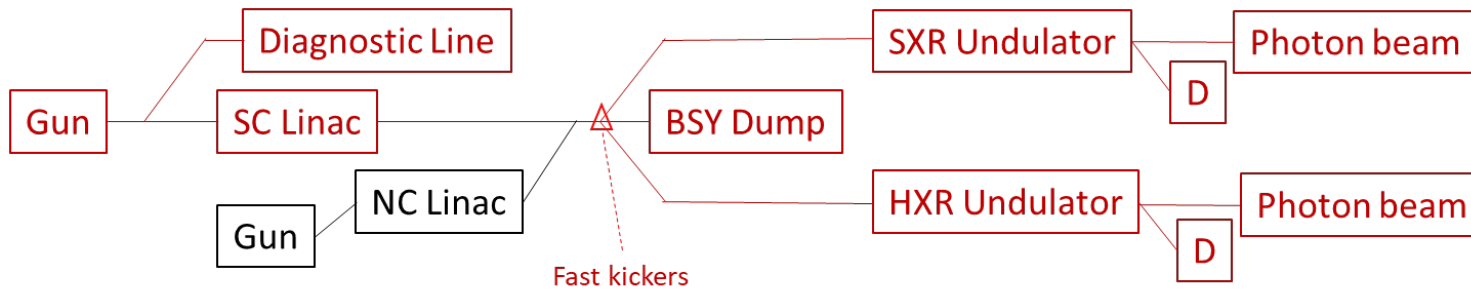 Diagnostic Line
SXR Undulator
Photon beam
D
Gun
SC Linac
BSY Dump
NC Linac
HXR Undulator
Photon beam
Gun
D
Fast kickers